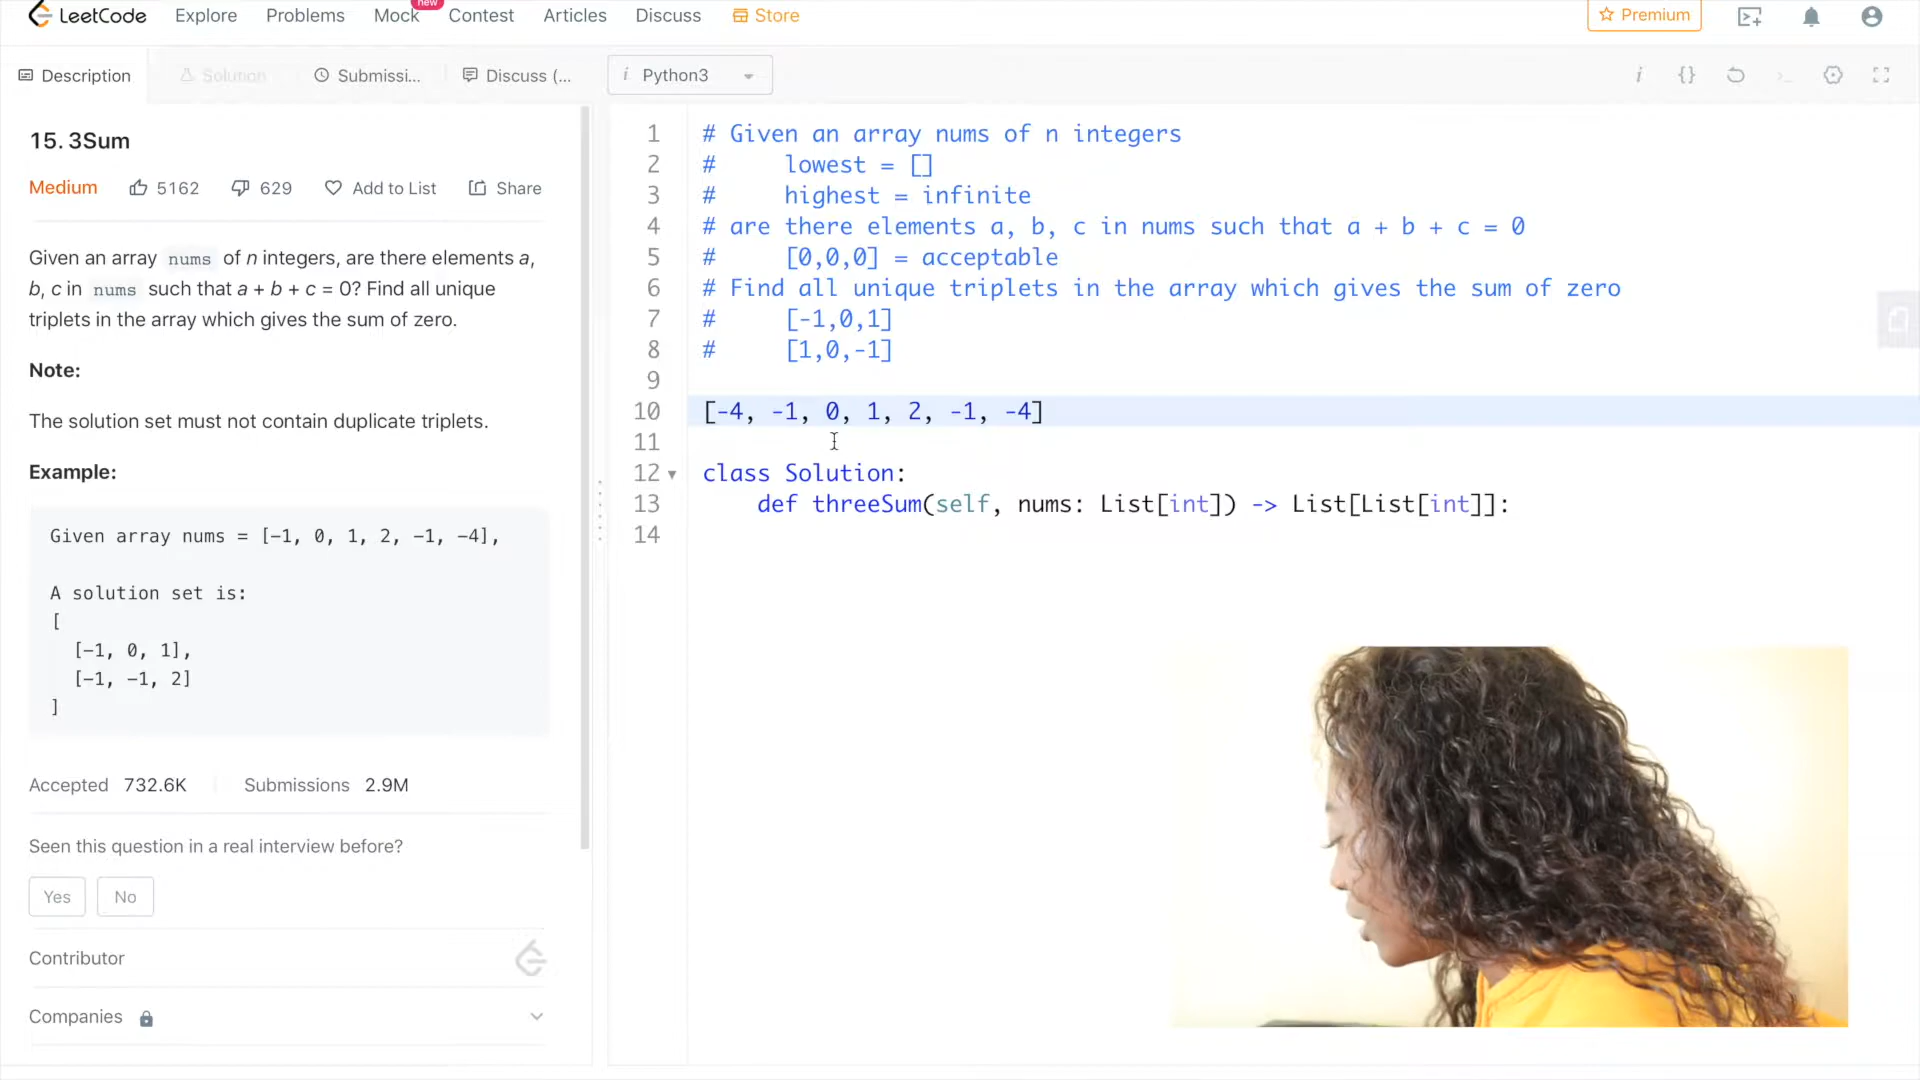 LeetCode Explore Problems Mock new Contest Articles Discuss Store Premium
Description Solution Submissi... Discuss (... i Python3
15. 3Sum
Medium 5162 629 Add to List Share
Given an array nums of n integers, are there elements a,
b, c in nums such that a + b + c = 0? Find all unique
triplets in the array which gives the sum of zero.
Note:
The solution set must not contain duplicate triplets.
Example:
Given array nums = [-1, 0, 1, 2, -1, -4],
A solution set is:
[
[-1, 0, 1],
[-1, -1, 2]
]
Accepted 732.6K Submissions 2.9M
Seen this question in a real interview before?
Yes No
Contributor
Companies
1 # Given an array nums of n integers
2 # lowest = []
3 # highest = infinite
4 # are there elements a, b, c in nums such that a + b + c = 0
5 # [0,0,0] = acceptable
6 # Find all unique triplets in the array which gives the sum of zero
7 # [-1,0,1]
8 # [1,0,-1]
9
10 [-4, -1, 0, 1, 2, -1, -4]
11
12 class Solution:
13 def threeSum(self, nums: List[int]) -> List[List[int]]:
14